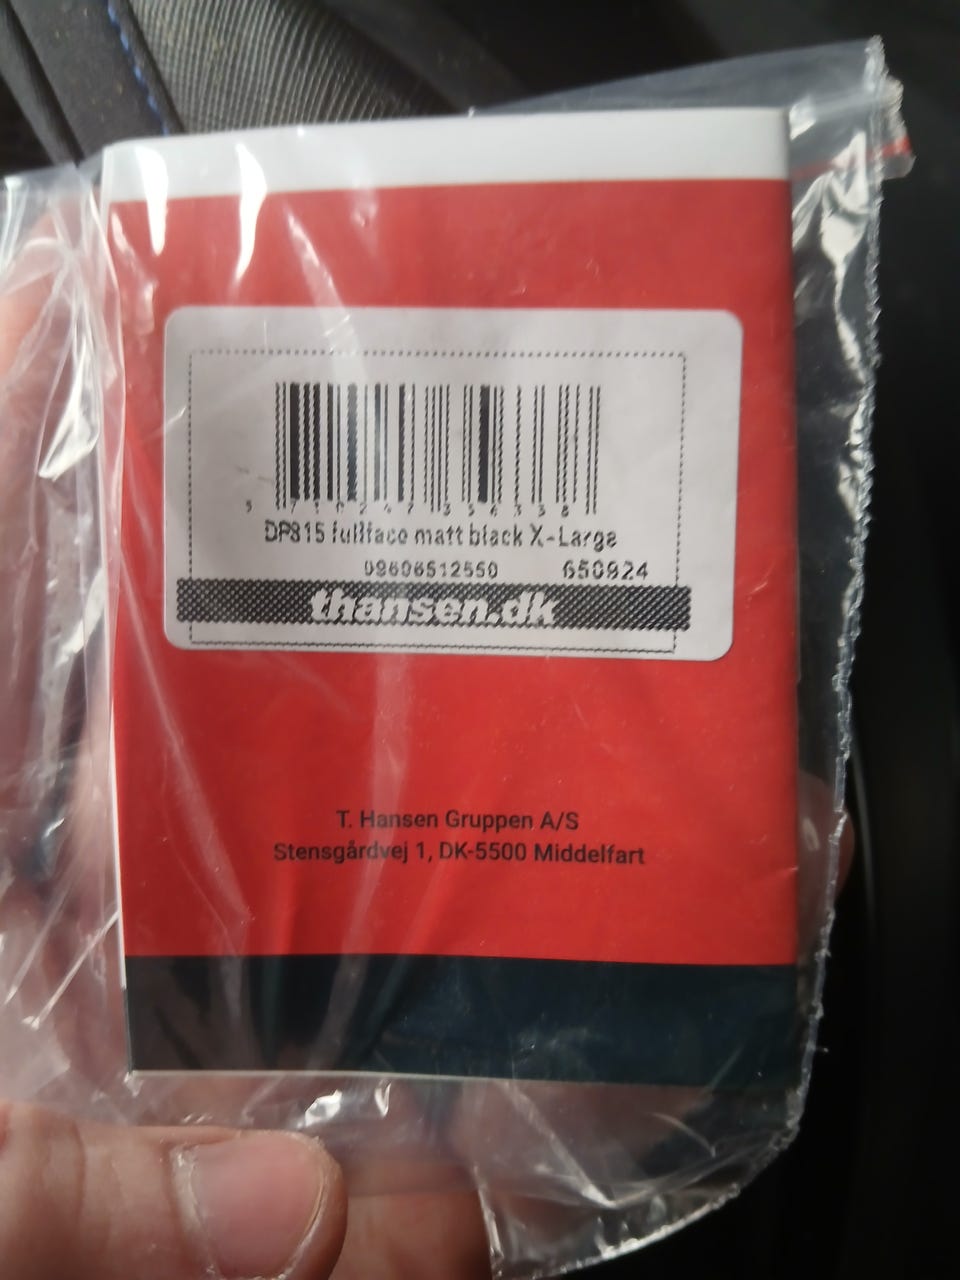 5 710247 354338
DP815 fullface matt black X-Large
09606512550 650924
thansen.dk
T. Hansen Gruppen A/S
Stensgårdvej 1, DK-5500 Middelfart